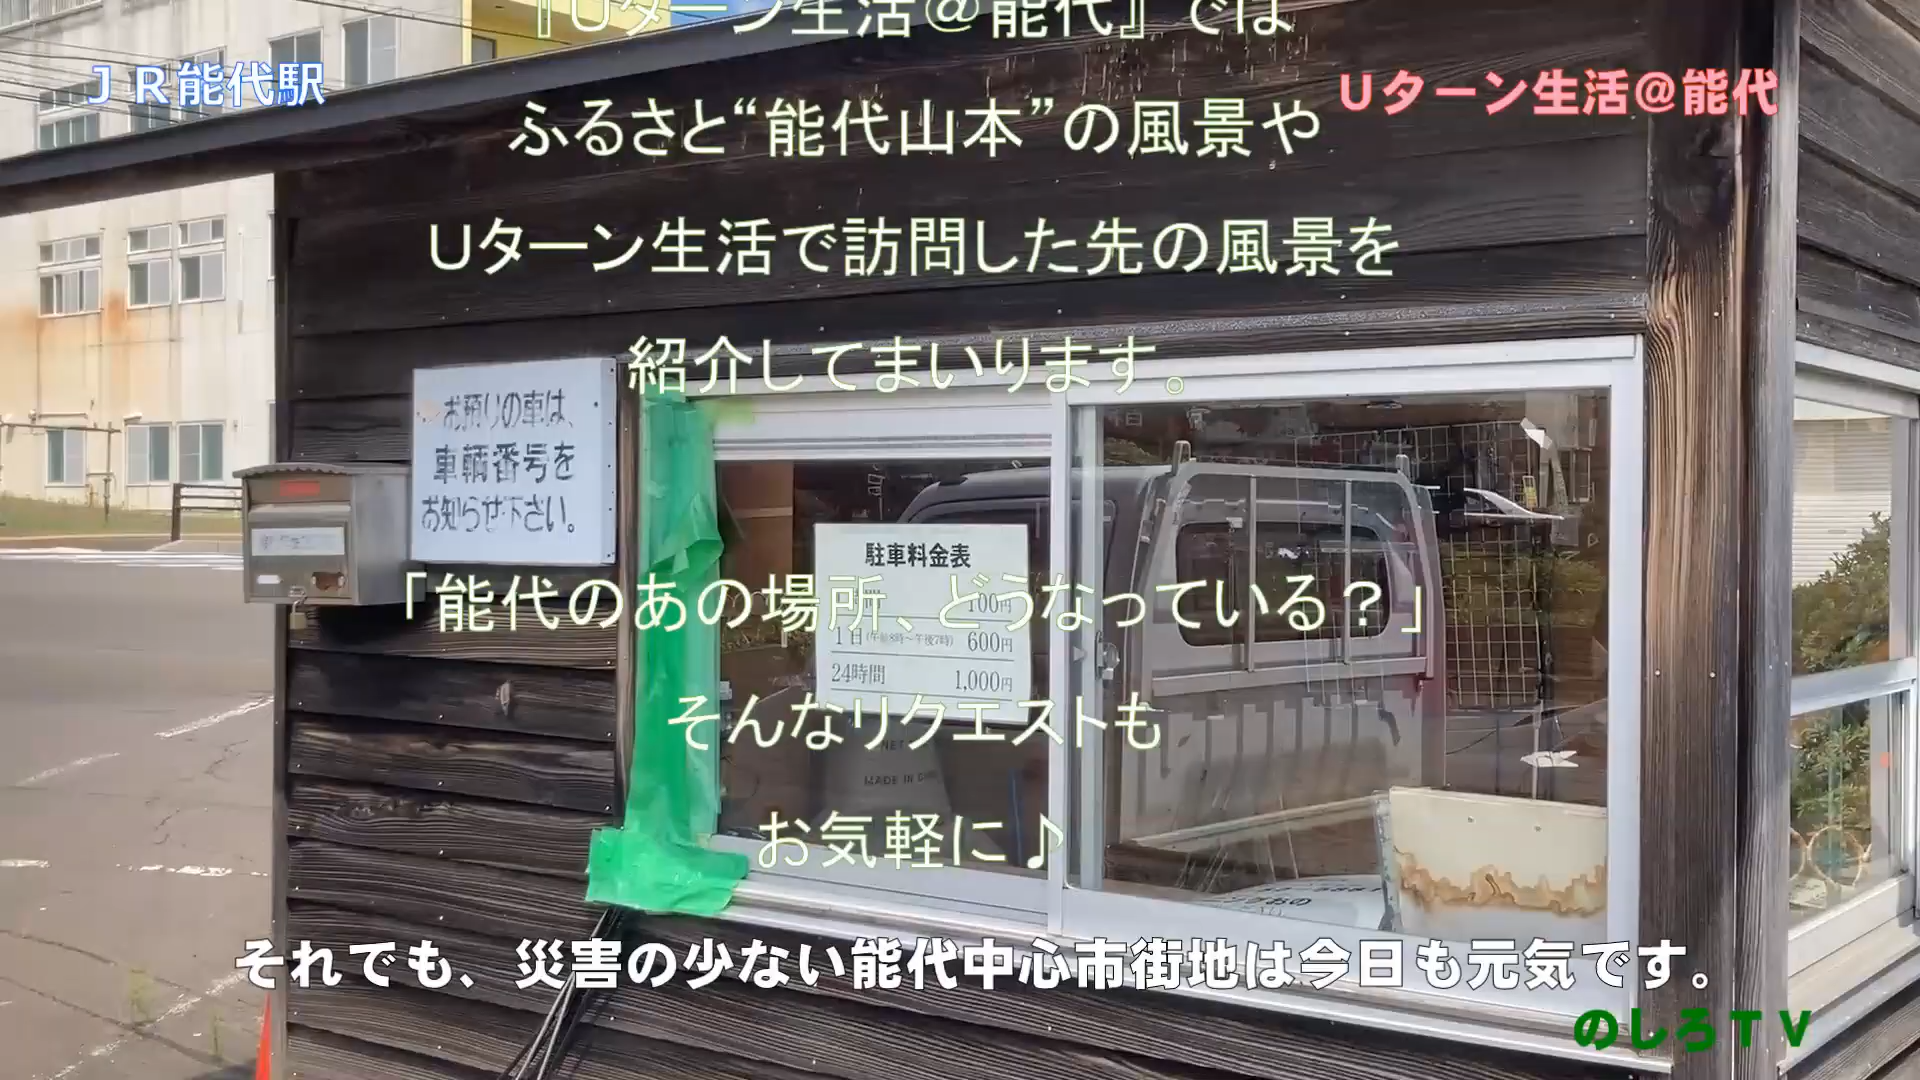 『Uターン生活@能代』では
JR能代駅
Uターン生活@能代
ふるさと“能代山本”の風景や
Uターン生活で訪問した先の風景を
紹介してまいります。
お預りの車は、
車輌番号を
お知らせ下さい。
駐車料金表
100円
1日(午前8時〜午後7時) 600円
24時間 1,000円
「能代のあの場所、どうなっている？」
そんなリクエストも
MADE IN
お気軽に♪
それでも、災害の少ない能代中心市街地は今日も元気です。
のしろTV